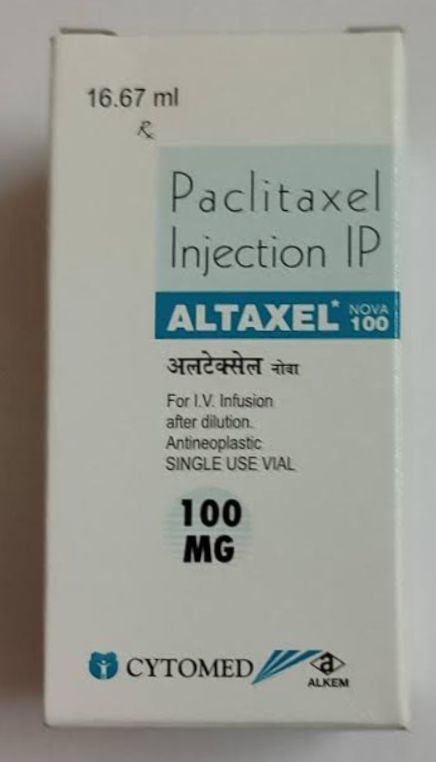 16.67 ml
℞
Paclitaxel
Injection IP
ALTAXEL* NOVA 100
अलटेक्सेल नोवा
For I.V. Infusion
after dilution.
Antineoplastic
SINGLE USE VIAL
100
MG
CYTOMED
a
ALKEM